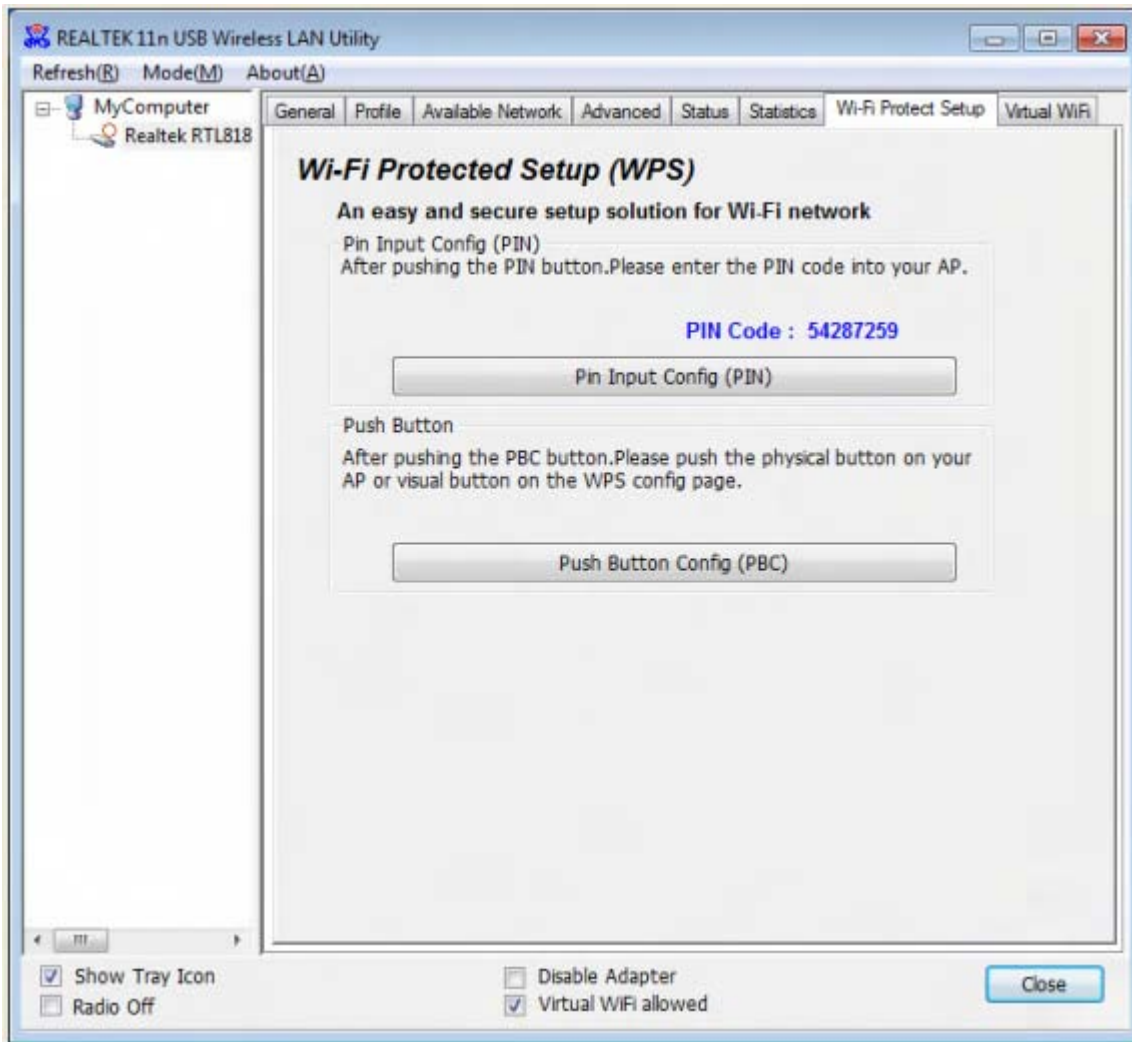 REALTEK 11n USB Wireless LAN Utility
Refresh(R) Mode(M) About(A)
MyComputer
Realtek RTL818
General Profile Available Network Advanced Status Statistics Wi-Fi Protect Setup Virtual WiFi
Wi-Fi Protected Setup (WPS)
An easy and secure setup solution for Wi-Fi network
Pin Input Config (PIN)
After pushing the PIN button.Please enter the PIN code into your AP.
PIN Code : 54287259
Pin Input Config (PIN)
Push Button
After pushing the PBC button.Please push the physical button on your
AP or visual button on the WPS config page.
Push Button Config (PBC)
Show Tray Icon
Radio Off
Disable Adapter
Virtual WiFi allowed
Close